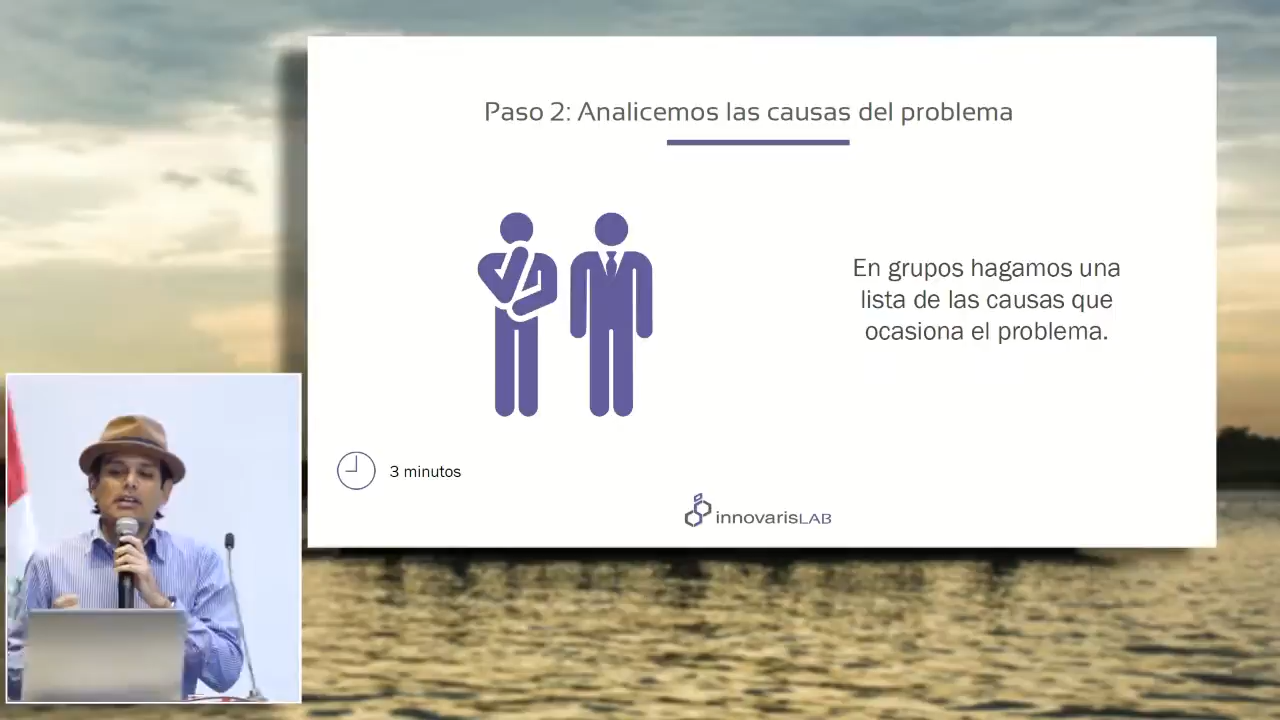 Paso 2: Analicemos las causas del problema
En grupos hagamos una
lista de las causas que
ocasiona el problema.
3 minutos
innovarisLAB